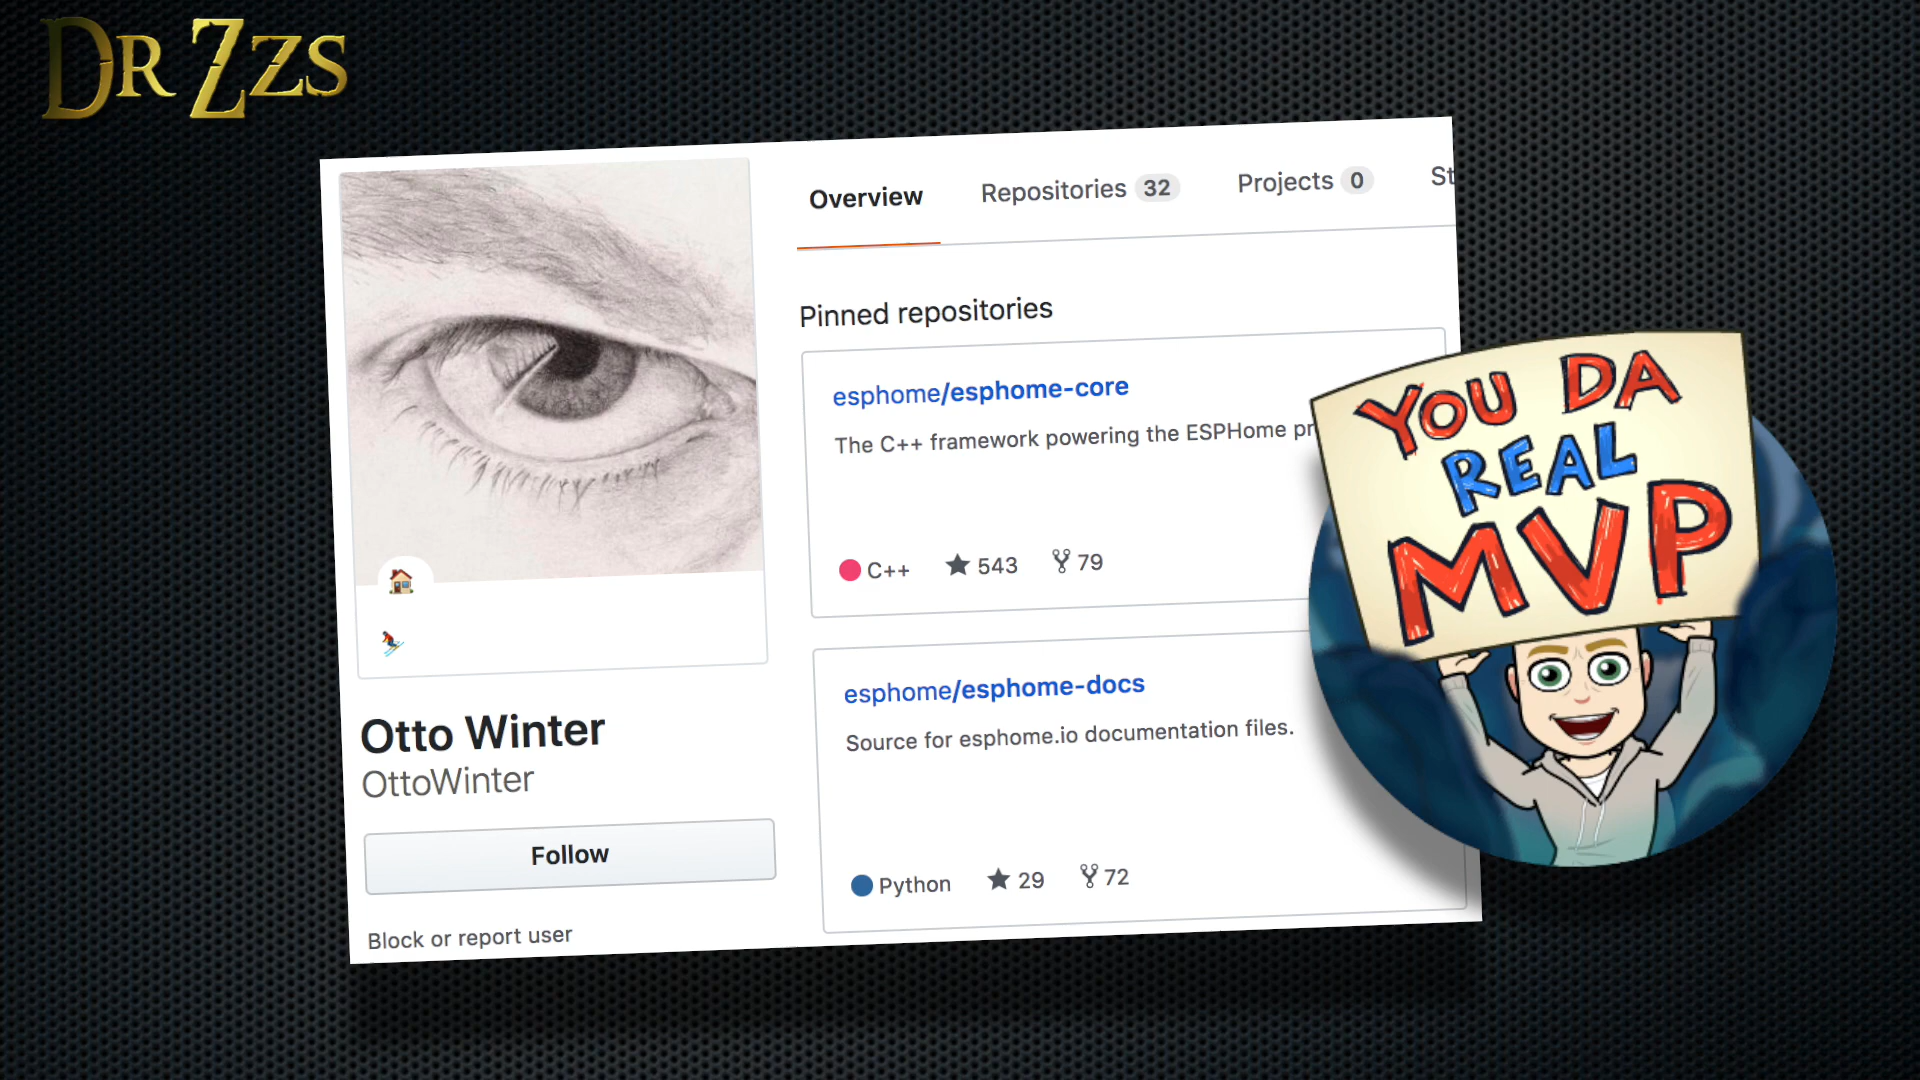 DR ZZS
Overview
Repositories 32
Projects 0
St
Pinned repositories
esphome/esphome-core
The C++ framework powering the ESPHome pr
C++
543
79
esphome/esphome-docs
Source for esphome.io documentation files.
Python
29
72
Otto Winter
OttoWinter
Follow
Block or report user
YOU DA
REAL
MVP